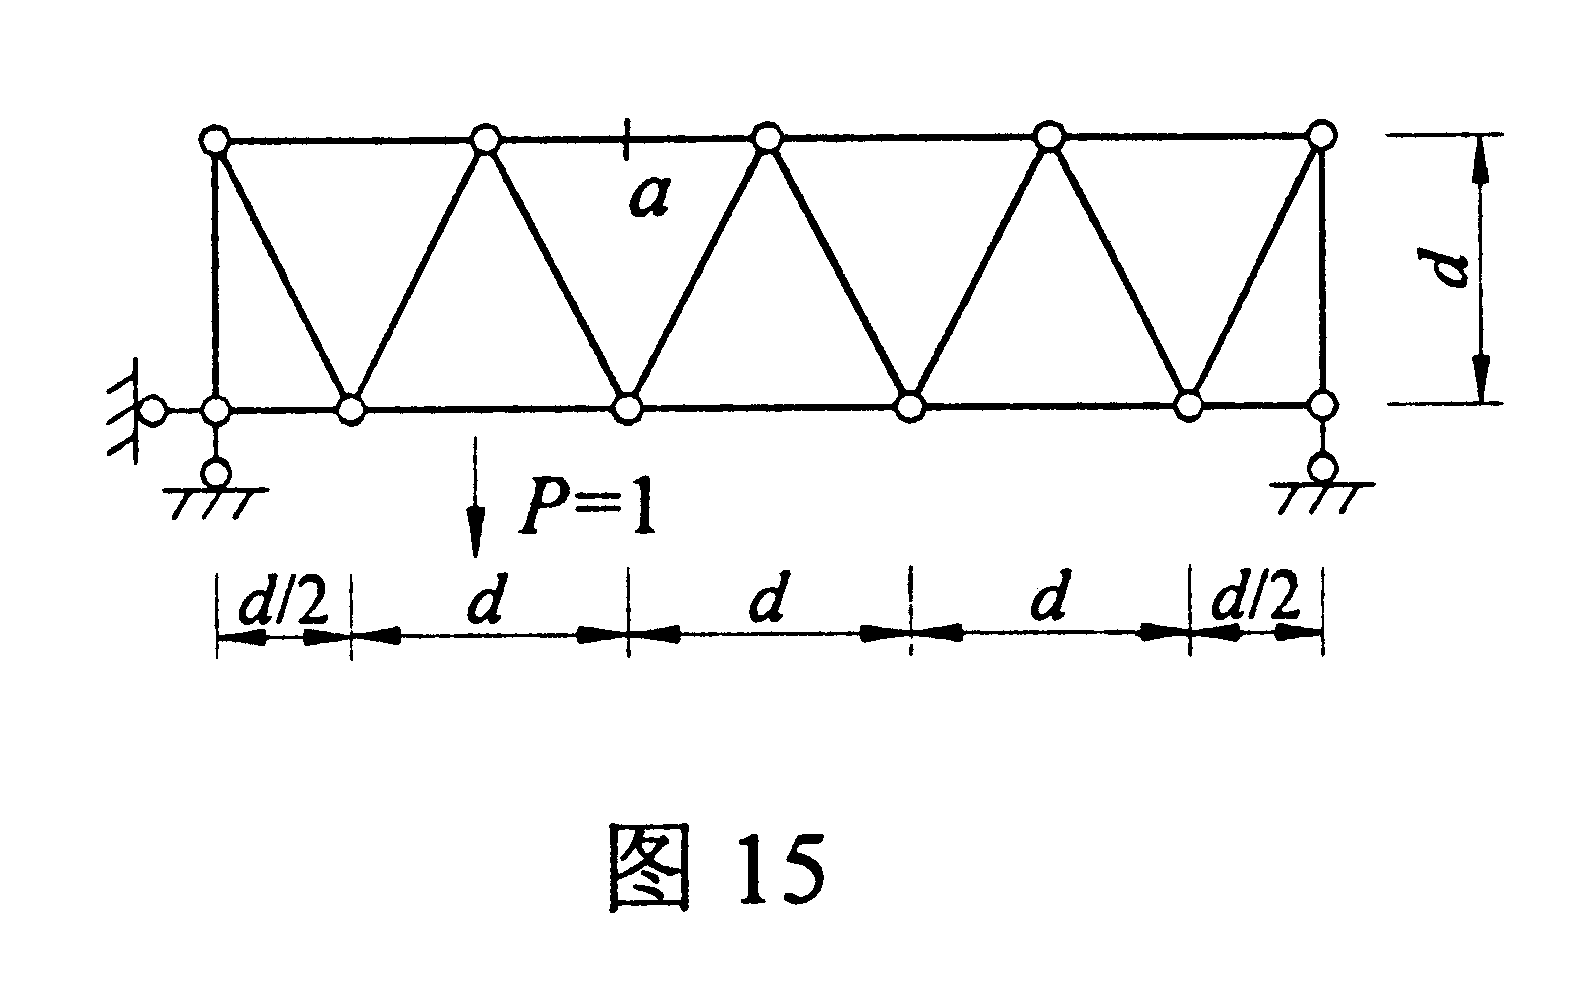 a
d
P=1
d/2 d d d d/2
图 15